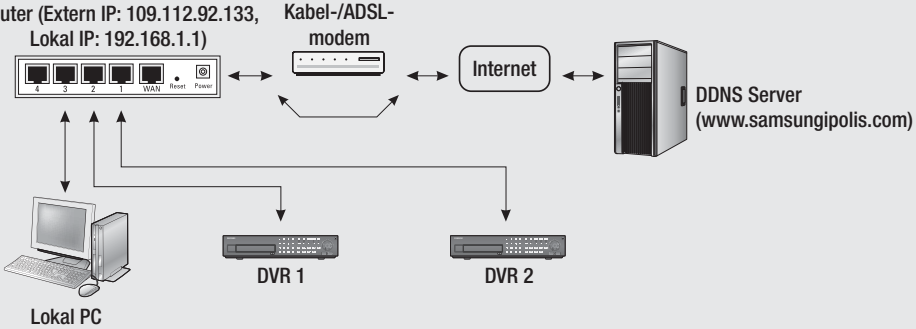 uter (Extern IP: 109.112.92.133,
Lokal IP: 192.168.1.1)
Kabel-/ADSL-
modem
Internet
DDNS Server
(www.samsungipolis.com)
4 3 2 1 WAN Reset Power
DVR 1
DVR 2
Lokal PC